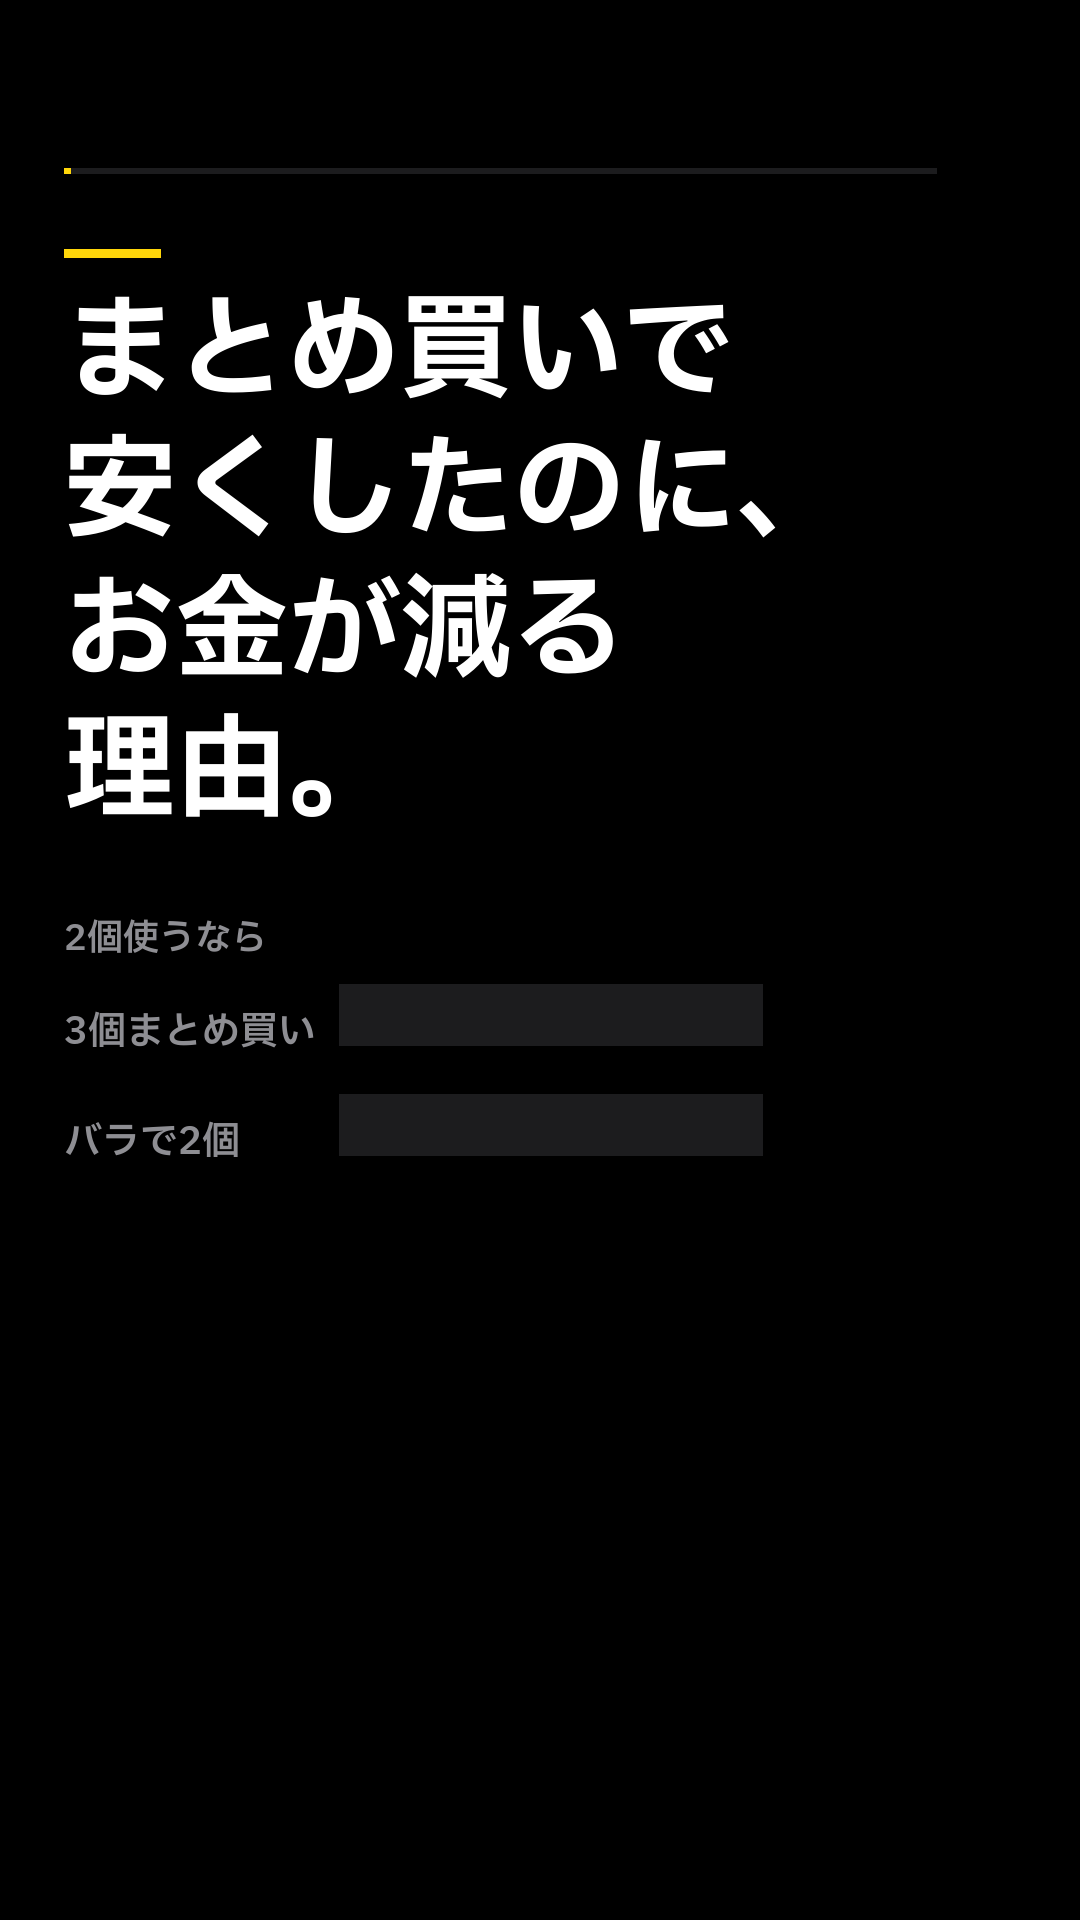 まとめ買いで
安くしたのに、
お金が減る
理由。
2個使うなら
3個まとめ買い
バラで2個